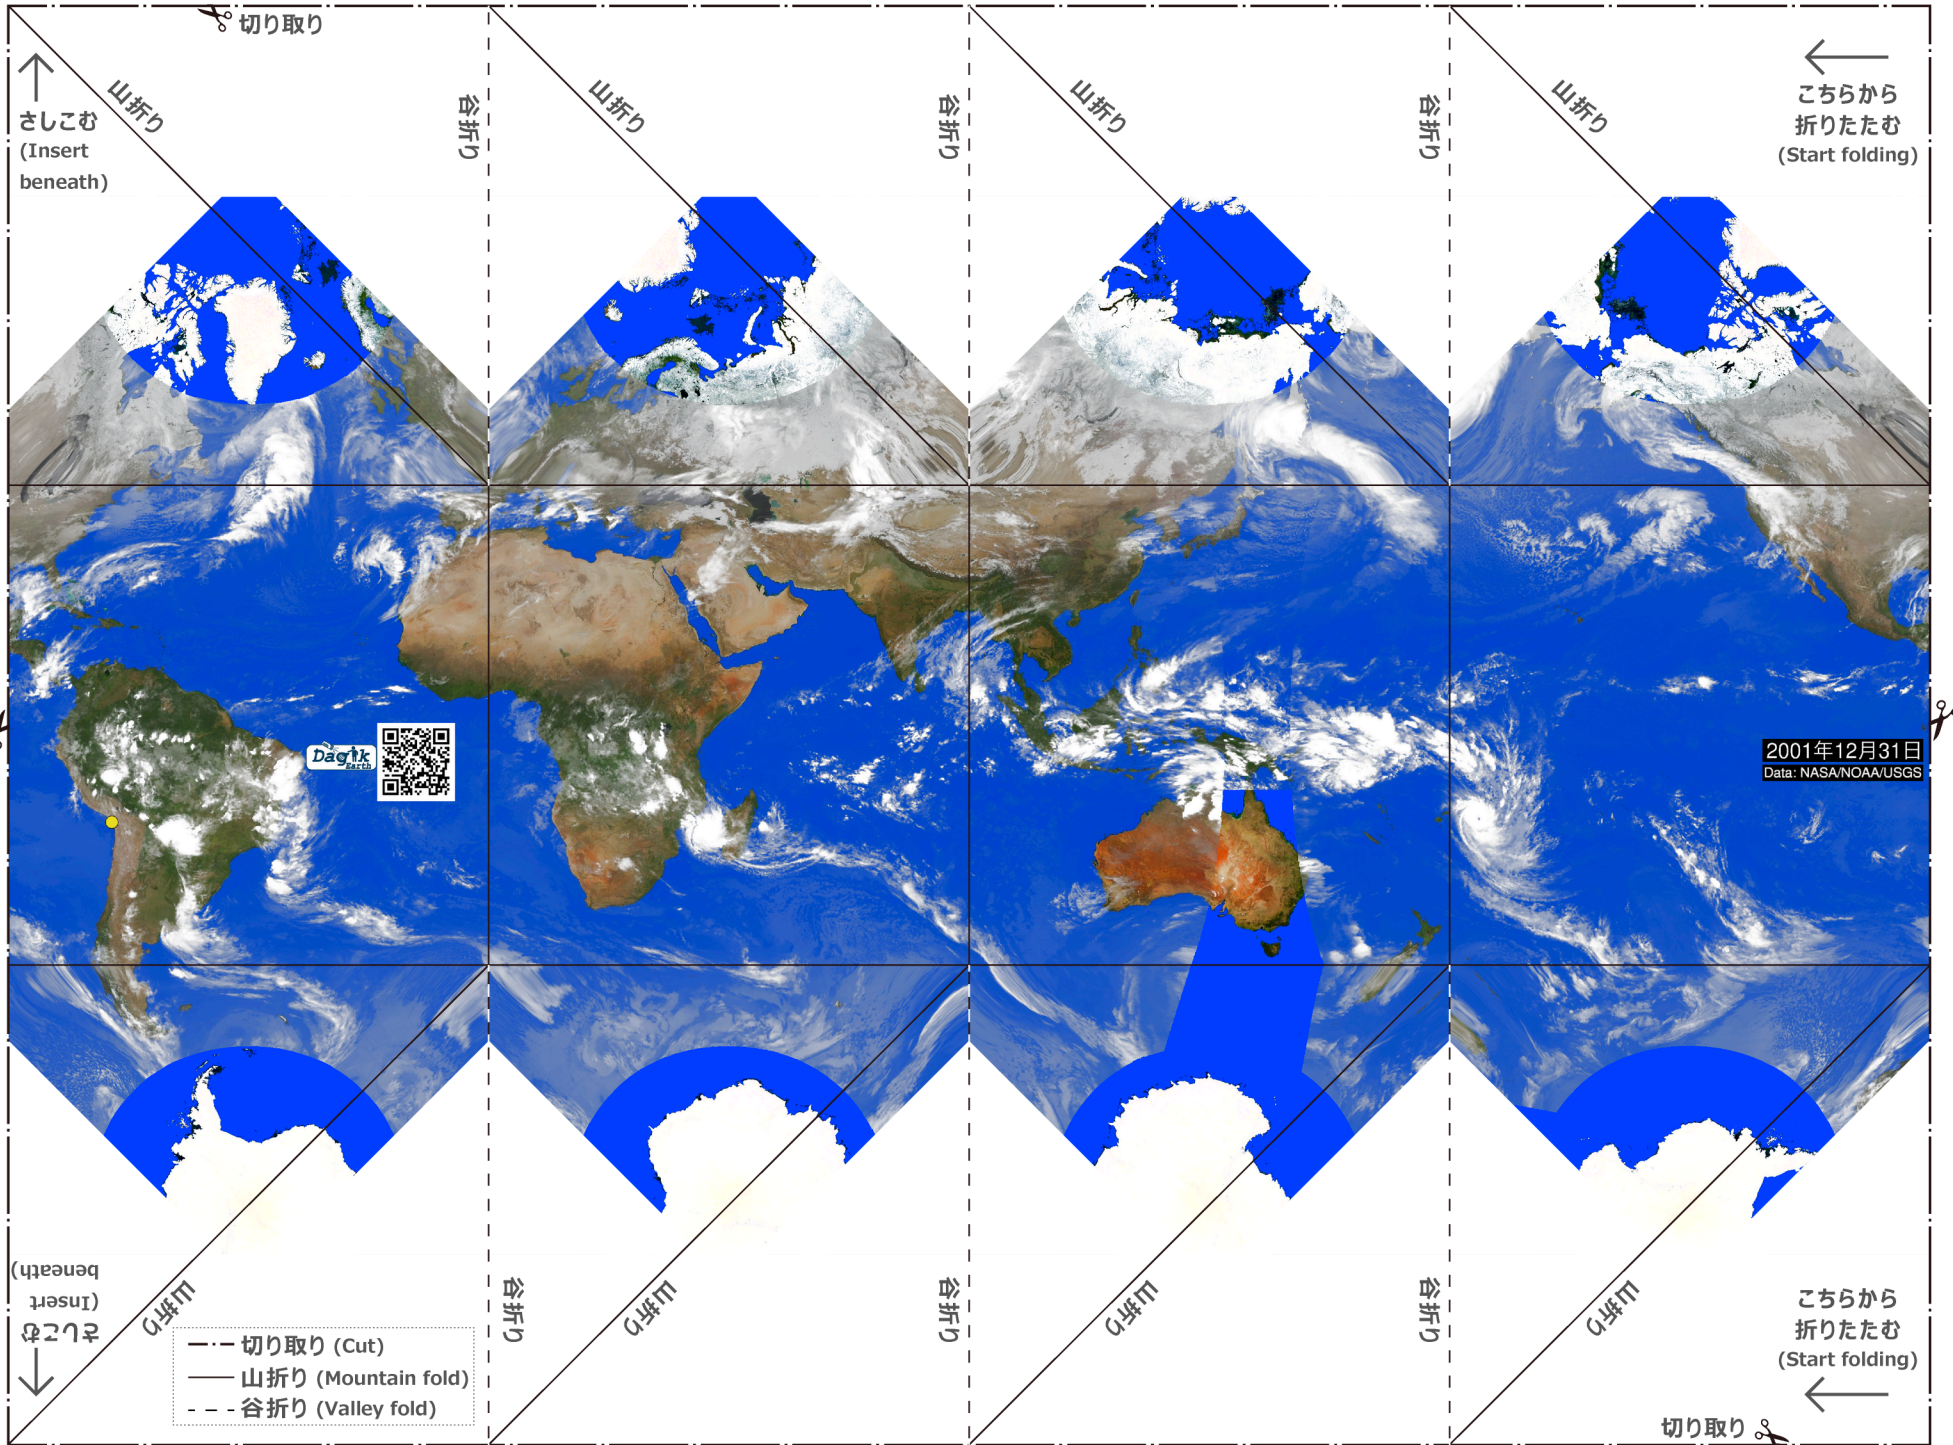 切り取り
さしこむ
(Insert
beneath)
山折り
谷折り
山折り
谷折り
山折り
谷折り
山折り
こちらから
折りたたむ
(Start folding)
Dagik
Earth
2001年12月31日
Data: NASA/NOAA/USGS
さしこむ
(Insert
beneath)
山折り
谷折り
山折り
谷折り
山折り
谷折り
山折り
こちらから
折りたたむ
(Start folding)
切り取り (Cut)
山折り (Mountain fold)
谷折り (Valley fold)
切り取り